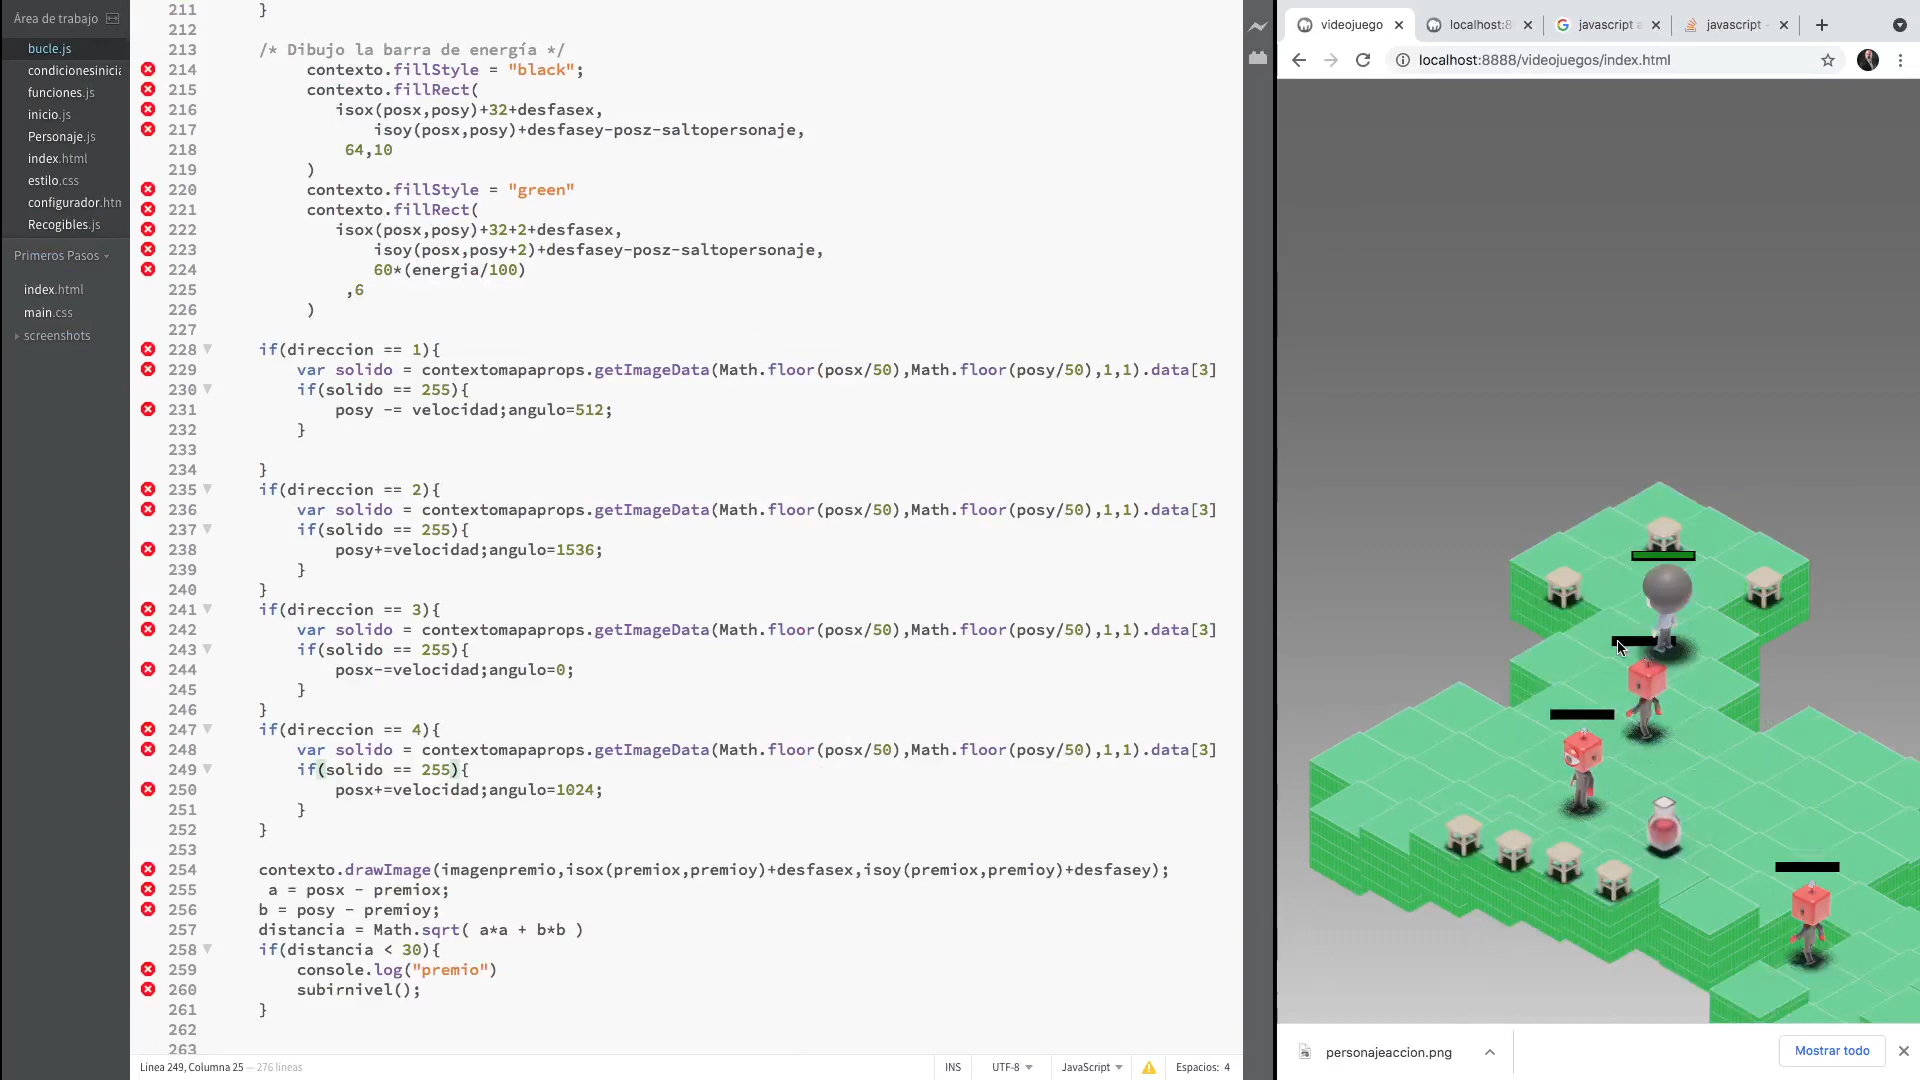 Área de trabajo
bucle.js
condicionesinicia
funciones.js
inicio.js
Personaje.js
index.html
estilo.css
configurador.htn
Recogibles.js
Primeros Pasos
index.html
main.css
screenshots
211 }
212
213 /* Dibujo la barra de energía */
214 contexto.fillStyle = "black";
215 contexto.fillRect(
216 isox(posx,posy)+32+desfasex,
217 isoy(posx,posy)+desfasey-posz-saltopersonaje,
218 64,10
219 )
220 contexto.fillStyle = "green"
221 contexto.fillRect(
222 isox(posx,posy)+32+2+desfasex,
223 isoy(posx,posy+2)+desfasey-posz-saltopersonaje,
224 60*(energia/100)
225 ,6
226 )
227
228 if(direccion == 1){
229 var solido = contextomapaprops.getImageData(Math.floor(posx/50),Math.floor(posy/50),1,1).data[3]
230 if(solido == 255){
231 posy -= velocidad;angulo=512;
232 }
233
234 }
235 if(direccion == 2){
236 var solido = contextomapaprops.getImageData(Math.floor(posx/50),Math.floor(posy/50),1,1).data[3]
237 if(solido == 255){
238 posy+=velocidad;angulo=1536;
239 }
240 }
241 if(direccion == 3){
242 var solido = contextomapaprops.getImageData(Math.floor(posx/50),Math.floor(posy/50),1,1).data[3]
243 if(solido == 255){
244 posx-=velocidad;angulo=0;
245 }
246 }
247 if(direccion == 4){
248 var solido = contextomapaprops.getImageData(Math.floor(posx/50),Math.floor(posy/50),1,1).data[3]
249 if(solido == 255){
250 posx+=velocidad;angulo=1024;
251 }
252 }
253
254 contexto.drawImage(imagenpremio,isox(premiox,premioy)+desfasex,isoy(premiox,premioy)+desfasey);
255 a = posx - premiox;
256 b = posy - premioy;
257 distancia = Math.sqrt( a*a + b*b )
258 if(distancia < 30){
259 console.log("premio")
260 subirnivel();
261 }
262
263
Línea 249, Columna 25 — 276 líneas
INS
UTF-8
JavaScript
Espacios: 4
videojuego
localhost:8
javascript a
javascript -
localhost:8888/videojuegos/index.html
personajeaccion.png
Mostrar todo